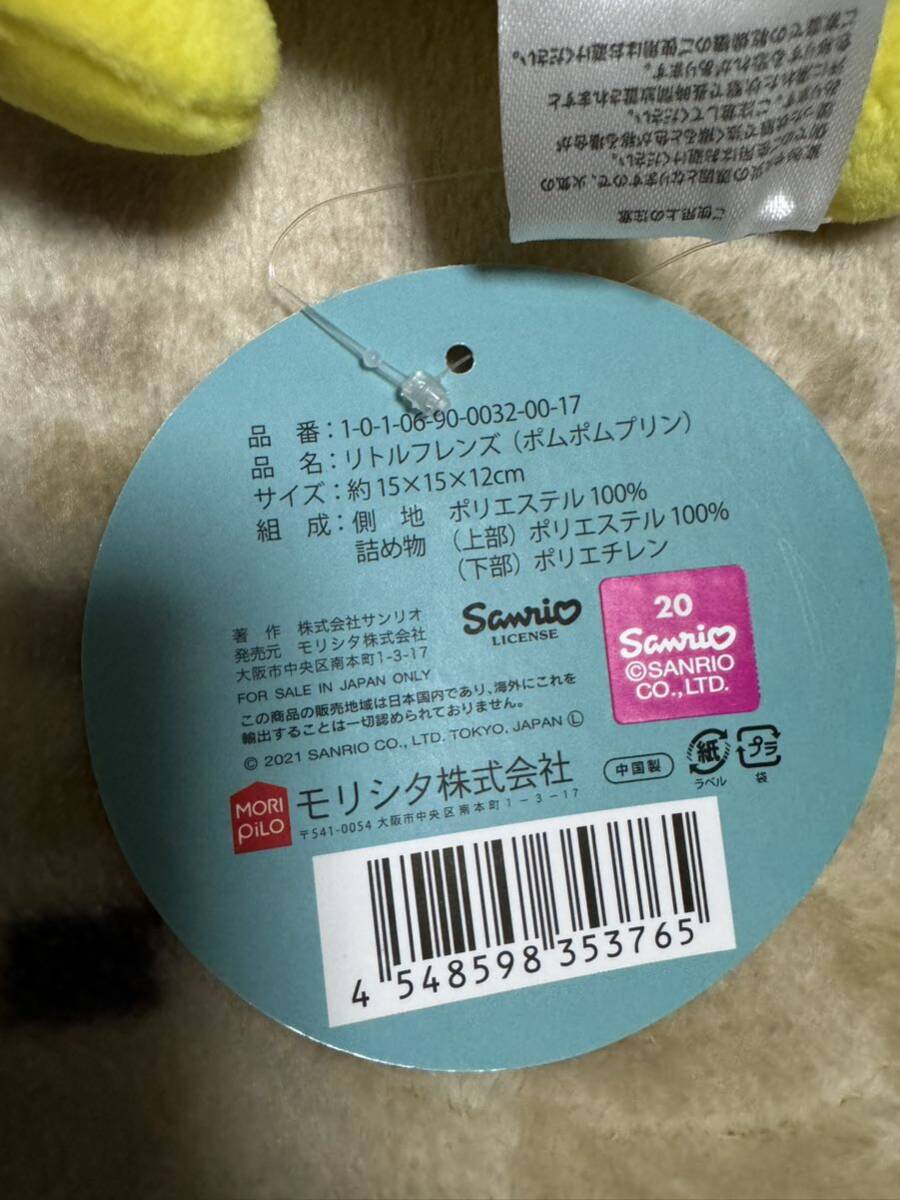 ご使用上の注意
品番：1-0-1-06-90-0032-00-17
品名：リトルフレンズ（ポムポムプリン）
サイズ：約15×15×12cm
組成：側地 ポリエステル100%
詰め物 （上部）ポリエステル100%
（下部）ポリエチレン
著作 株式会社サンリオ
発売元 モリシタ株式会社
大阪市中央区南本町1-3-17
FOR SALE IN JAPAN ONLY
この商品の販売地域は日本国内であり、海外にこれを
輸出することは一切認められておりません。
© 2021 SANRIO CO., LTD. TOKYO, JAPAN Ⓛ
Sanrio
LICENSE
20
Sanrio
©SANRIO
CO.,LTD.
MORI
PiLO
モリシタ株式会社
〒541-0054 大阪市中央区南本町1-3-17
中国製
紙
ラベル
プラ
袋
4 548598 353765